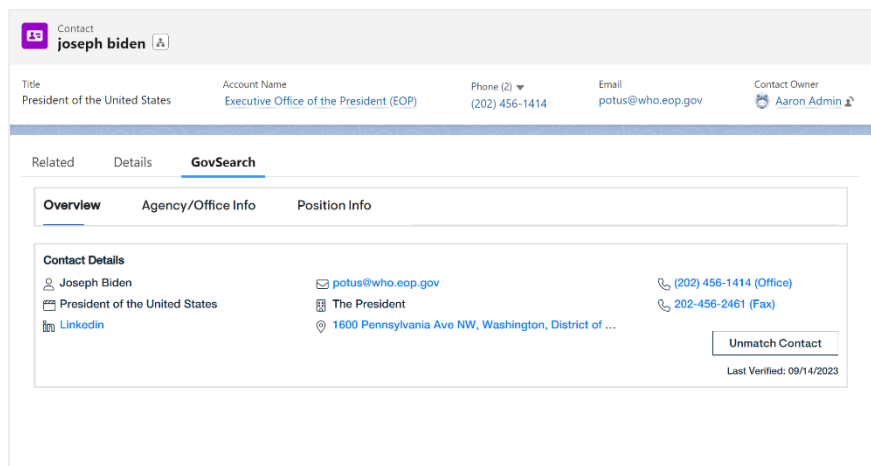 Contact
joseph biden
Title
President of the United States
Account Name
Executive Office of the President (EOP)
Phone (2)
(202) 456-1414
Email
potus@who.eop.gov
Contact Owner
Aaron Admin
Related Details GovSearch
Overview Agency/Office Info Position Info
Contact Details
Joseph Biden
President of the United States
Linkedin
potus@who.eop.gov
The President
1600 Pennsylvania Ave NW, Washington, District of ...
(202) 456-1414 (Office)
202-456-2461 (Fax)
Unmatch Contact
Last Verified: 09/14/2023